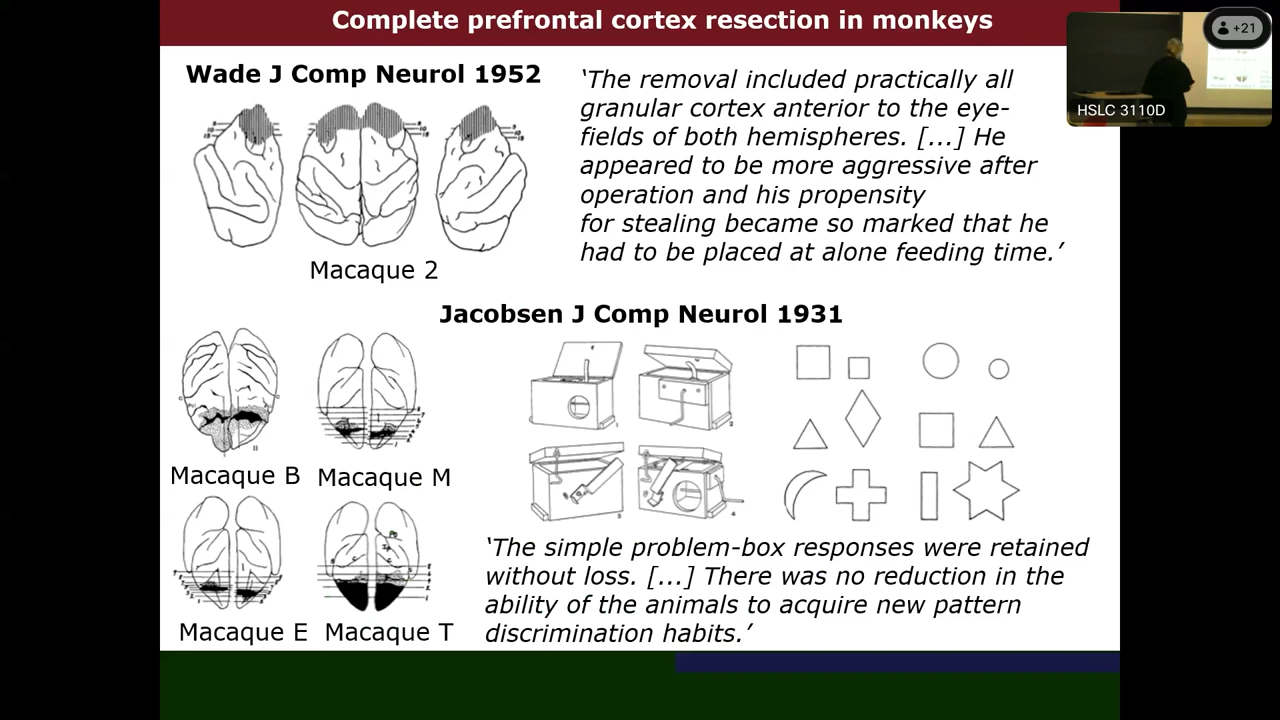 Complete prefrontal cortex resection in monkeys
+21
HSLC 3110D
Wade J Comp Neurol 1952
‘The removal included practically all
granular cortex anterior to the eye-
fields of both hemispheres. [...] He
appeared to be more aggressive after
operation and his propensity
for stealing became so marked that he
had to be placed at alone feeding time.’
Macaque 2
Jacobsen J Comp Neurol 1931
Macaque B
Macaque M
Macaque E
Macaque T
‘The simple problem-box responses were retained
without loss. [...] There was no reduction in the
ability of the animals to acquire new pattern
discrimination habits.’